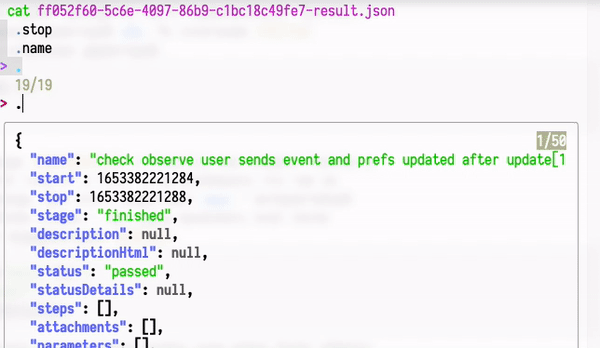 cat ff052f60-5c6e-4097-86b9-c1bc18c49fe7-result.json
.stop
.name
> .
19/19
> .
{
1/50
"name": "check observe user sends event and prefs updated after update[1
"start": 1653382221284,
"stop": 1653382221288,
"stage": "finished",
"description": null,
"descriptionHtml": null,
"status": "passed",
"statusDetails": null,
"steps": [],
"attachments": [],
"parameters": [],